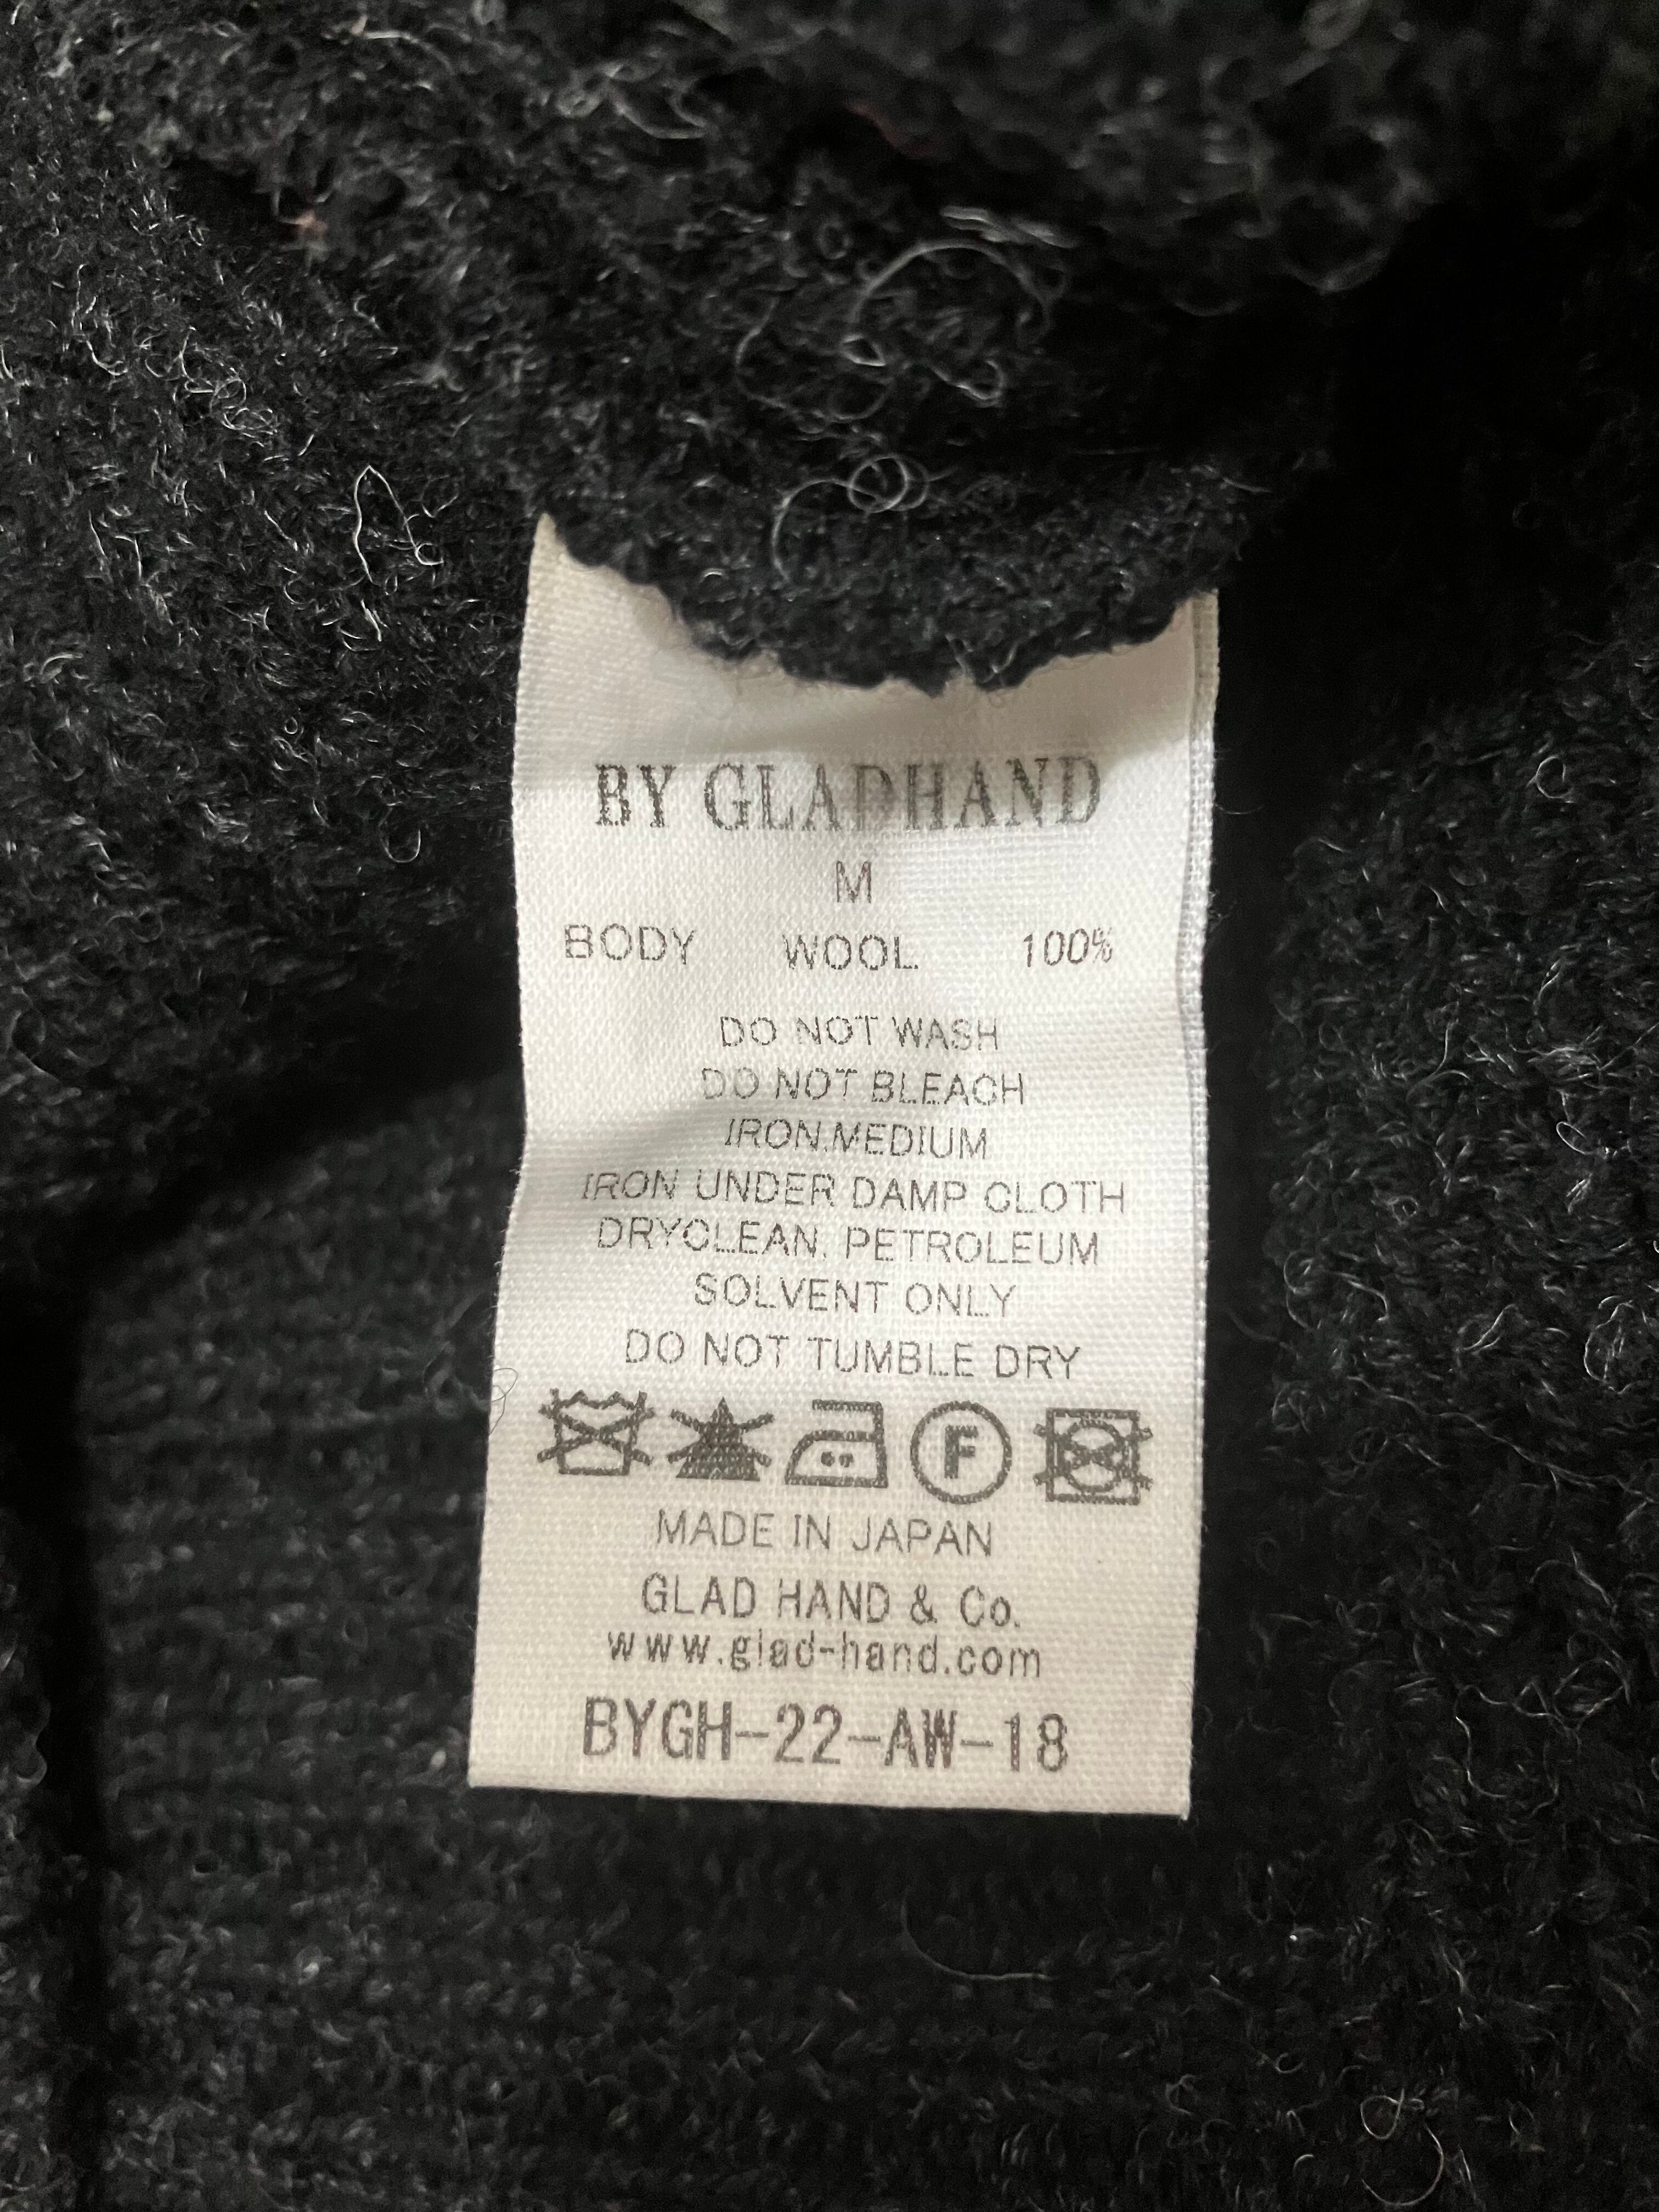 BY GLADHAND
M
BODY WOOL 100%
DO NOT WASH
DO NOT BLEACH
IRON.MEDIUM
IRON UNDER DAMP CLOTH
DRYCLEAN. PETROLEUM
SOLVENT ONLY
DO NOT TUMBLE DRY
F
MADE IN JAPAN
GLAD HAND & Co.
www.glad-hand.com
BYGH-22-AW-18